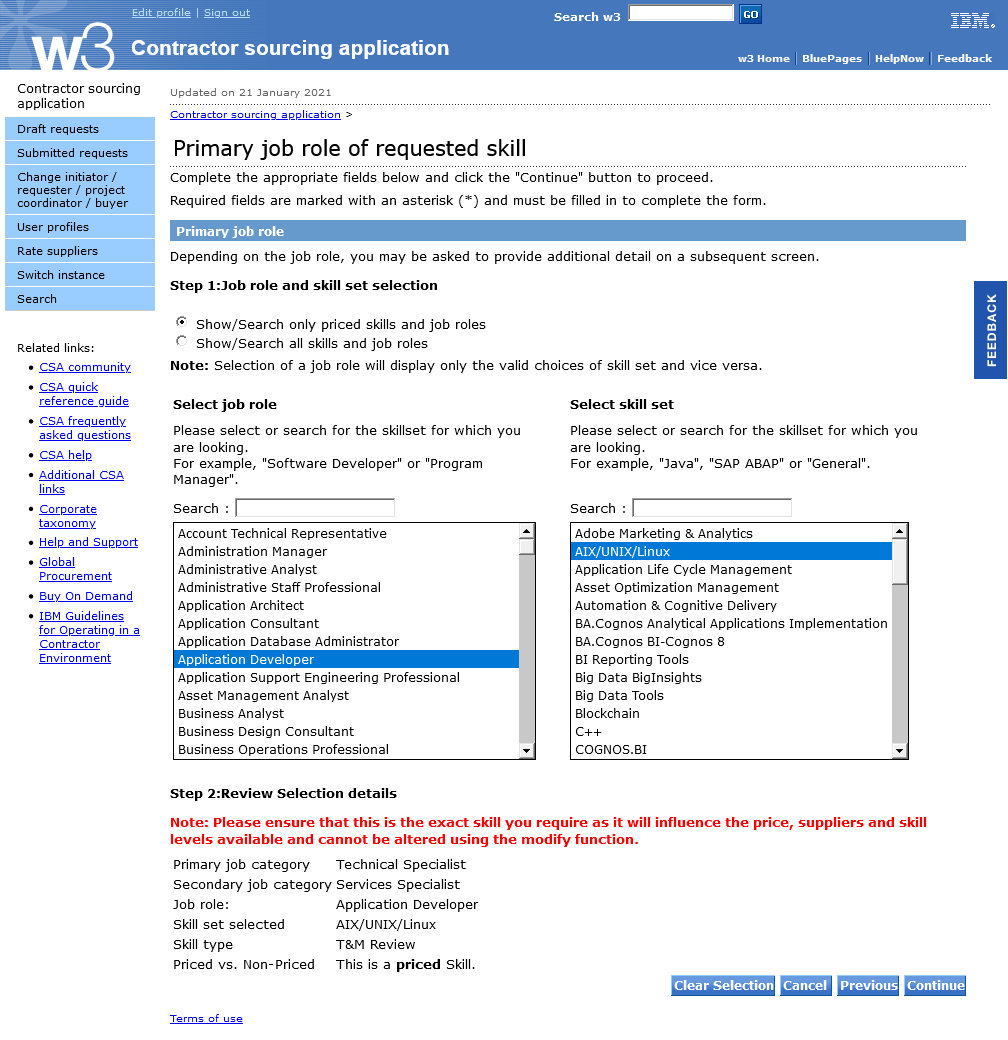 Edit profile | Sign out
Search w3
GO
IBM.
w3
Contractor sourcing application
w3 Home | BluePages | HelpNow | Feedback
Contractor sourcing
application
Draft requests
Submitted requests
Change initiator /
requester / project
coordinator / buyer
User profiles
Rate suppliers
Switch instance
Search
Related links:
CSA community
CSA quick
reference guide
CSA frequently
asked questions
CSA help
Additional CSA
links
Corporate
taxonomy
Help and Support
Global
Procurement
Buy On Demand
IBM Guidelines
for Operating in a
Contractor
Environment
Updated on 21 January 2021
Contractor sourcing application >
Primary job role of requested skill
Complete the appropriate fields below and click the "Continue" button to proceed.
Required fields are marked with an asterisk (*) and must be filled in to complete the form.
Primary job role
Depending on the job role, you may be asked to provide additional detail on a subsequent screen.
Step 1:Job role and skill set selection
Show/Search only priced skills and job roles
Show/Search all skills and job roles
Note: Selection of a job role will display only the valid choices of skill set and vice versa.
Select job role
Please select or search for the skillset for which you
are looking.
For example, "Software Developer" or "Program
Manager".
Search :
Account Technical Representative
Administration Manager
Administrative Analyst
Administrative Staff Professional
Application Architect
Application Consultant
Application Database Administrator
Application Developer
Application Support Engineering Professional
Asset Management Analyst
Business Analyst
Business Design Consultant
Business Operations Professional
Select skill set
Please select or search for the skillset for which you
are looking.
For example, "Java", "SAP ABAP" or "General".
Search :
Adobe Marketing & Analytics
AIX/UNIX/Linux
Application Life Cycle Management
Asset Optimization Management
Automation & Cognitive Delivery
BA.Cognos Analytical Applications Implementation
BA.Cognos BI-Cognos 8
BI Reporting Tools
Big Data BigInsights
Big Data Tools
Blockchain
C++
COGNOS.BI
FEEDBACK
Step 2:Review Selection details
Note: Please ensure that this is the exact skill you require as it will influence the price, suppliers and skill
levels available and cannot be altered using the modify function.
Primary job category Technical Specialist
Secondary job category Services Specialist
Job role: Application Developer
Skill set selected AIX/UNIX/Linux
Skill type T&M Review
Priced vs. Non-Priced This is a priced Skill.
Clear Selection Cancel Previous Continue
Terms of use